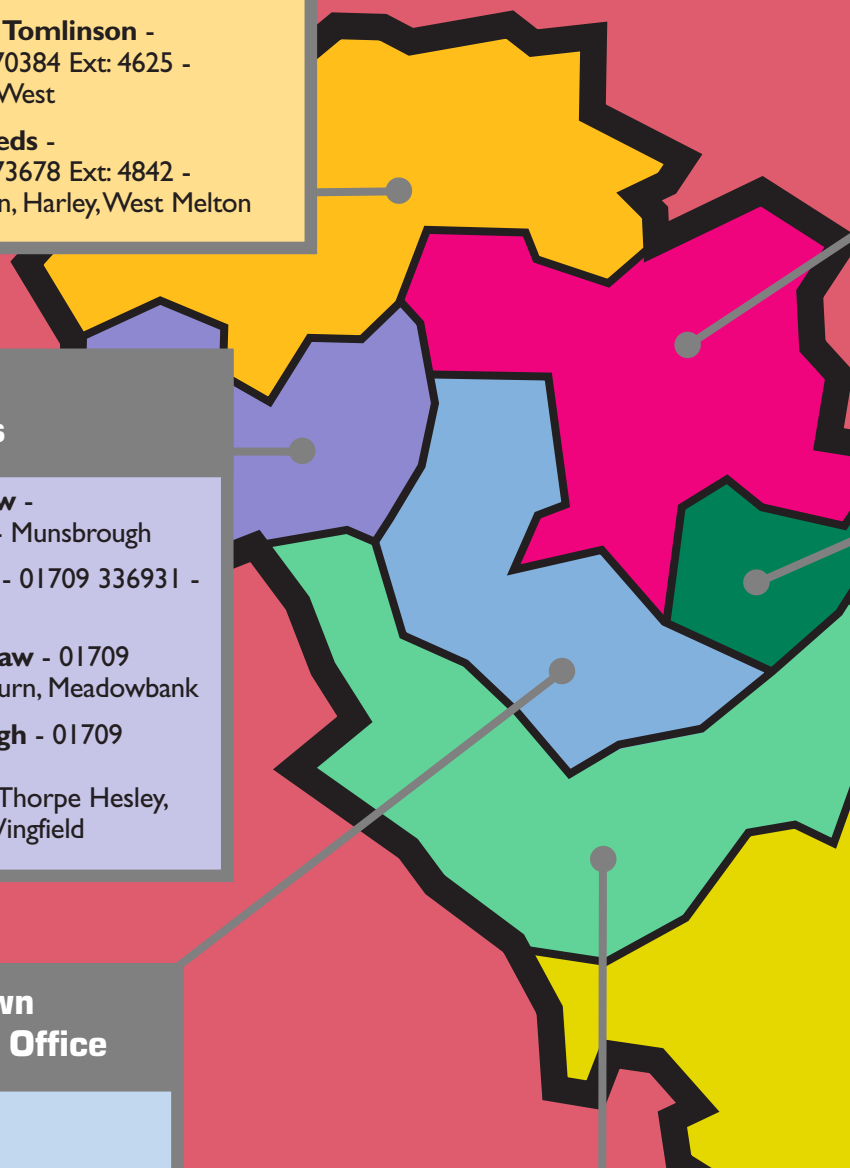 Tomlinson -
70384 Ext: 4625 -
West
eds -
73678 Ext: 4842 -
n, Harley, West Melton
s
w -
- Munsbrough
- 01709 336931 -
aw - 01709
urn, Meadowbank
gh - 01709
Thorpe Hesley,
Wingfield
wn
Office